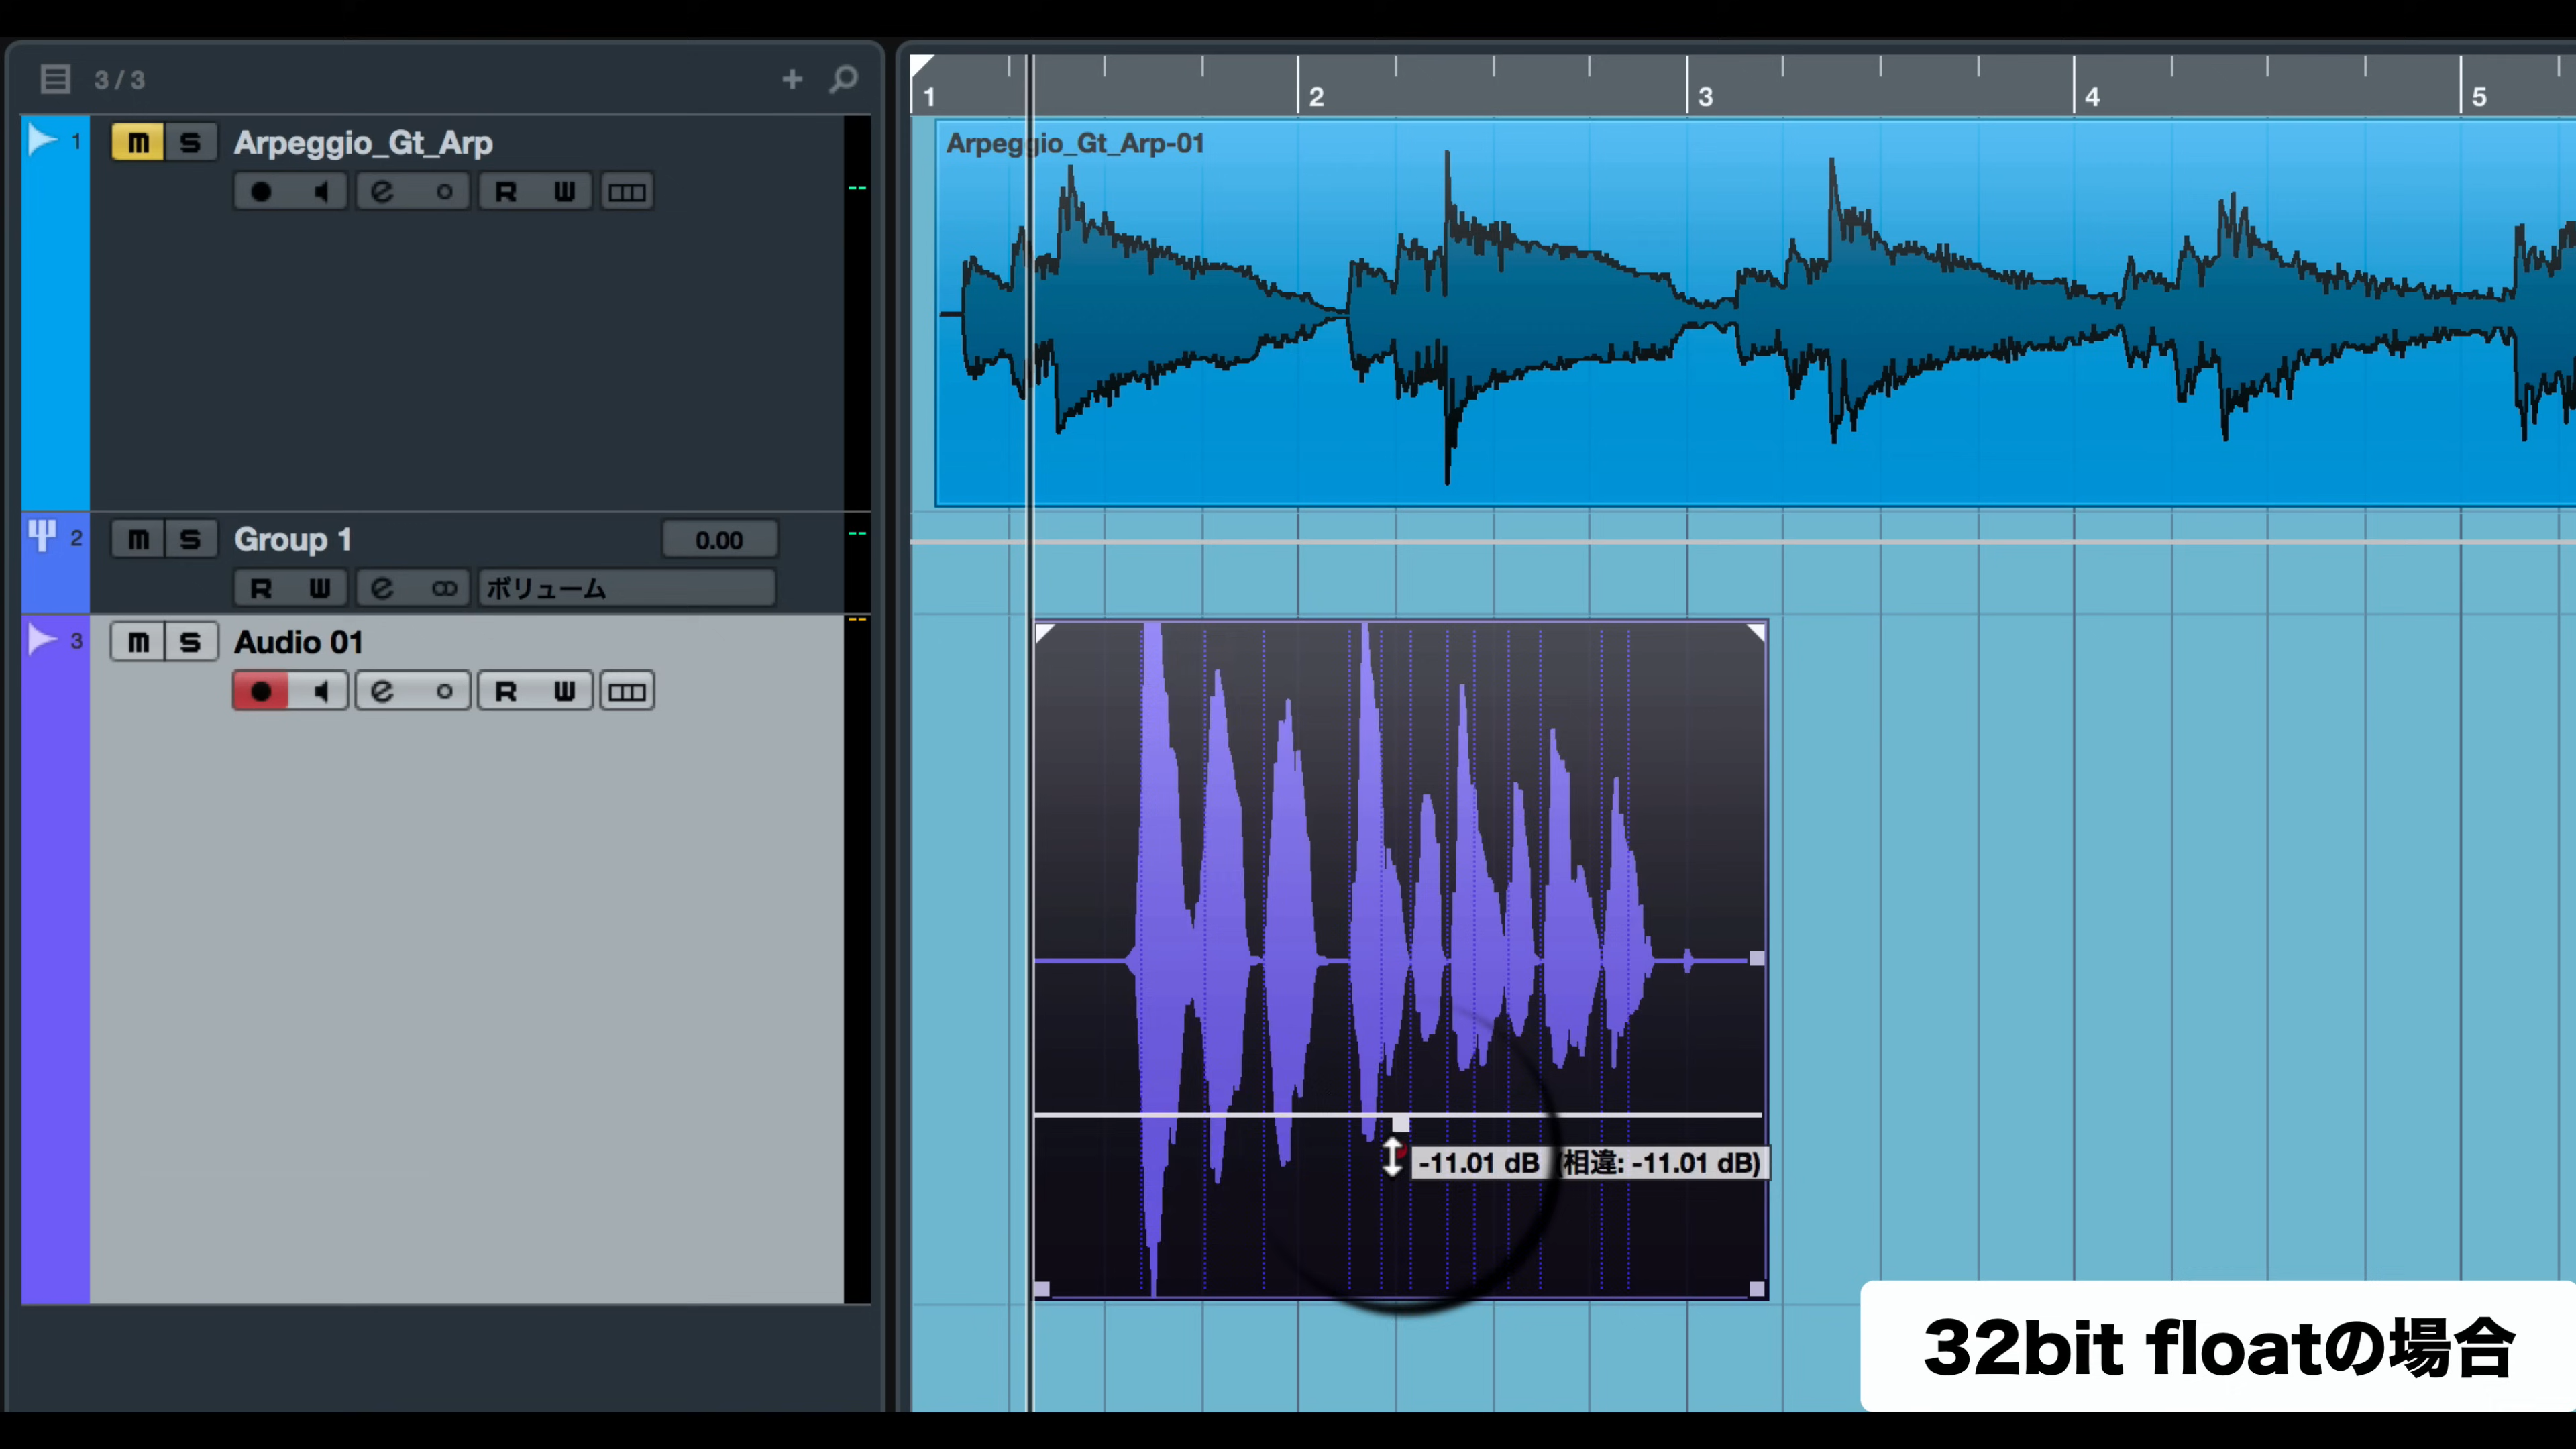 3 / 3
1 2 3 4 5
1 m s Arpeggio_Gt_Arp
e R W
Arpeggio_Gt_Arp-01
2 m s Group 1 0.00
R W e ボリューム
3 m s Audio 01
e R W
-11.01 dB (相違: -11.01 dB)
32bit floatの場合